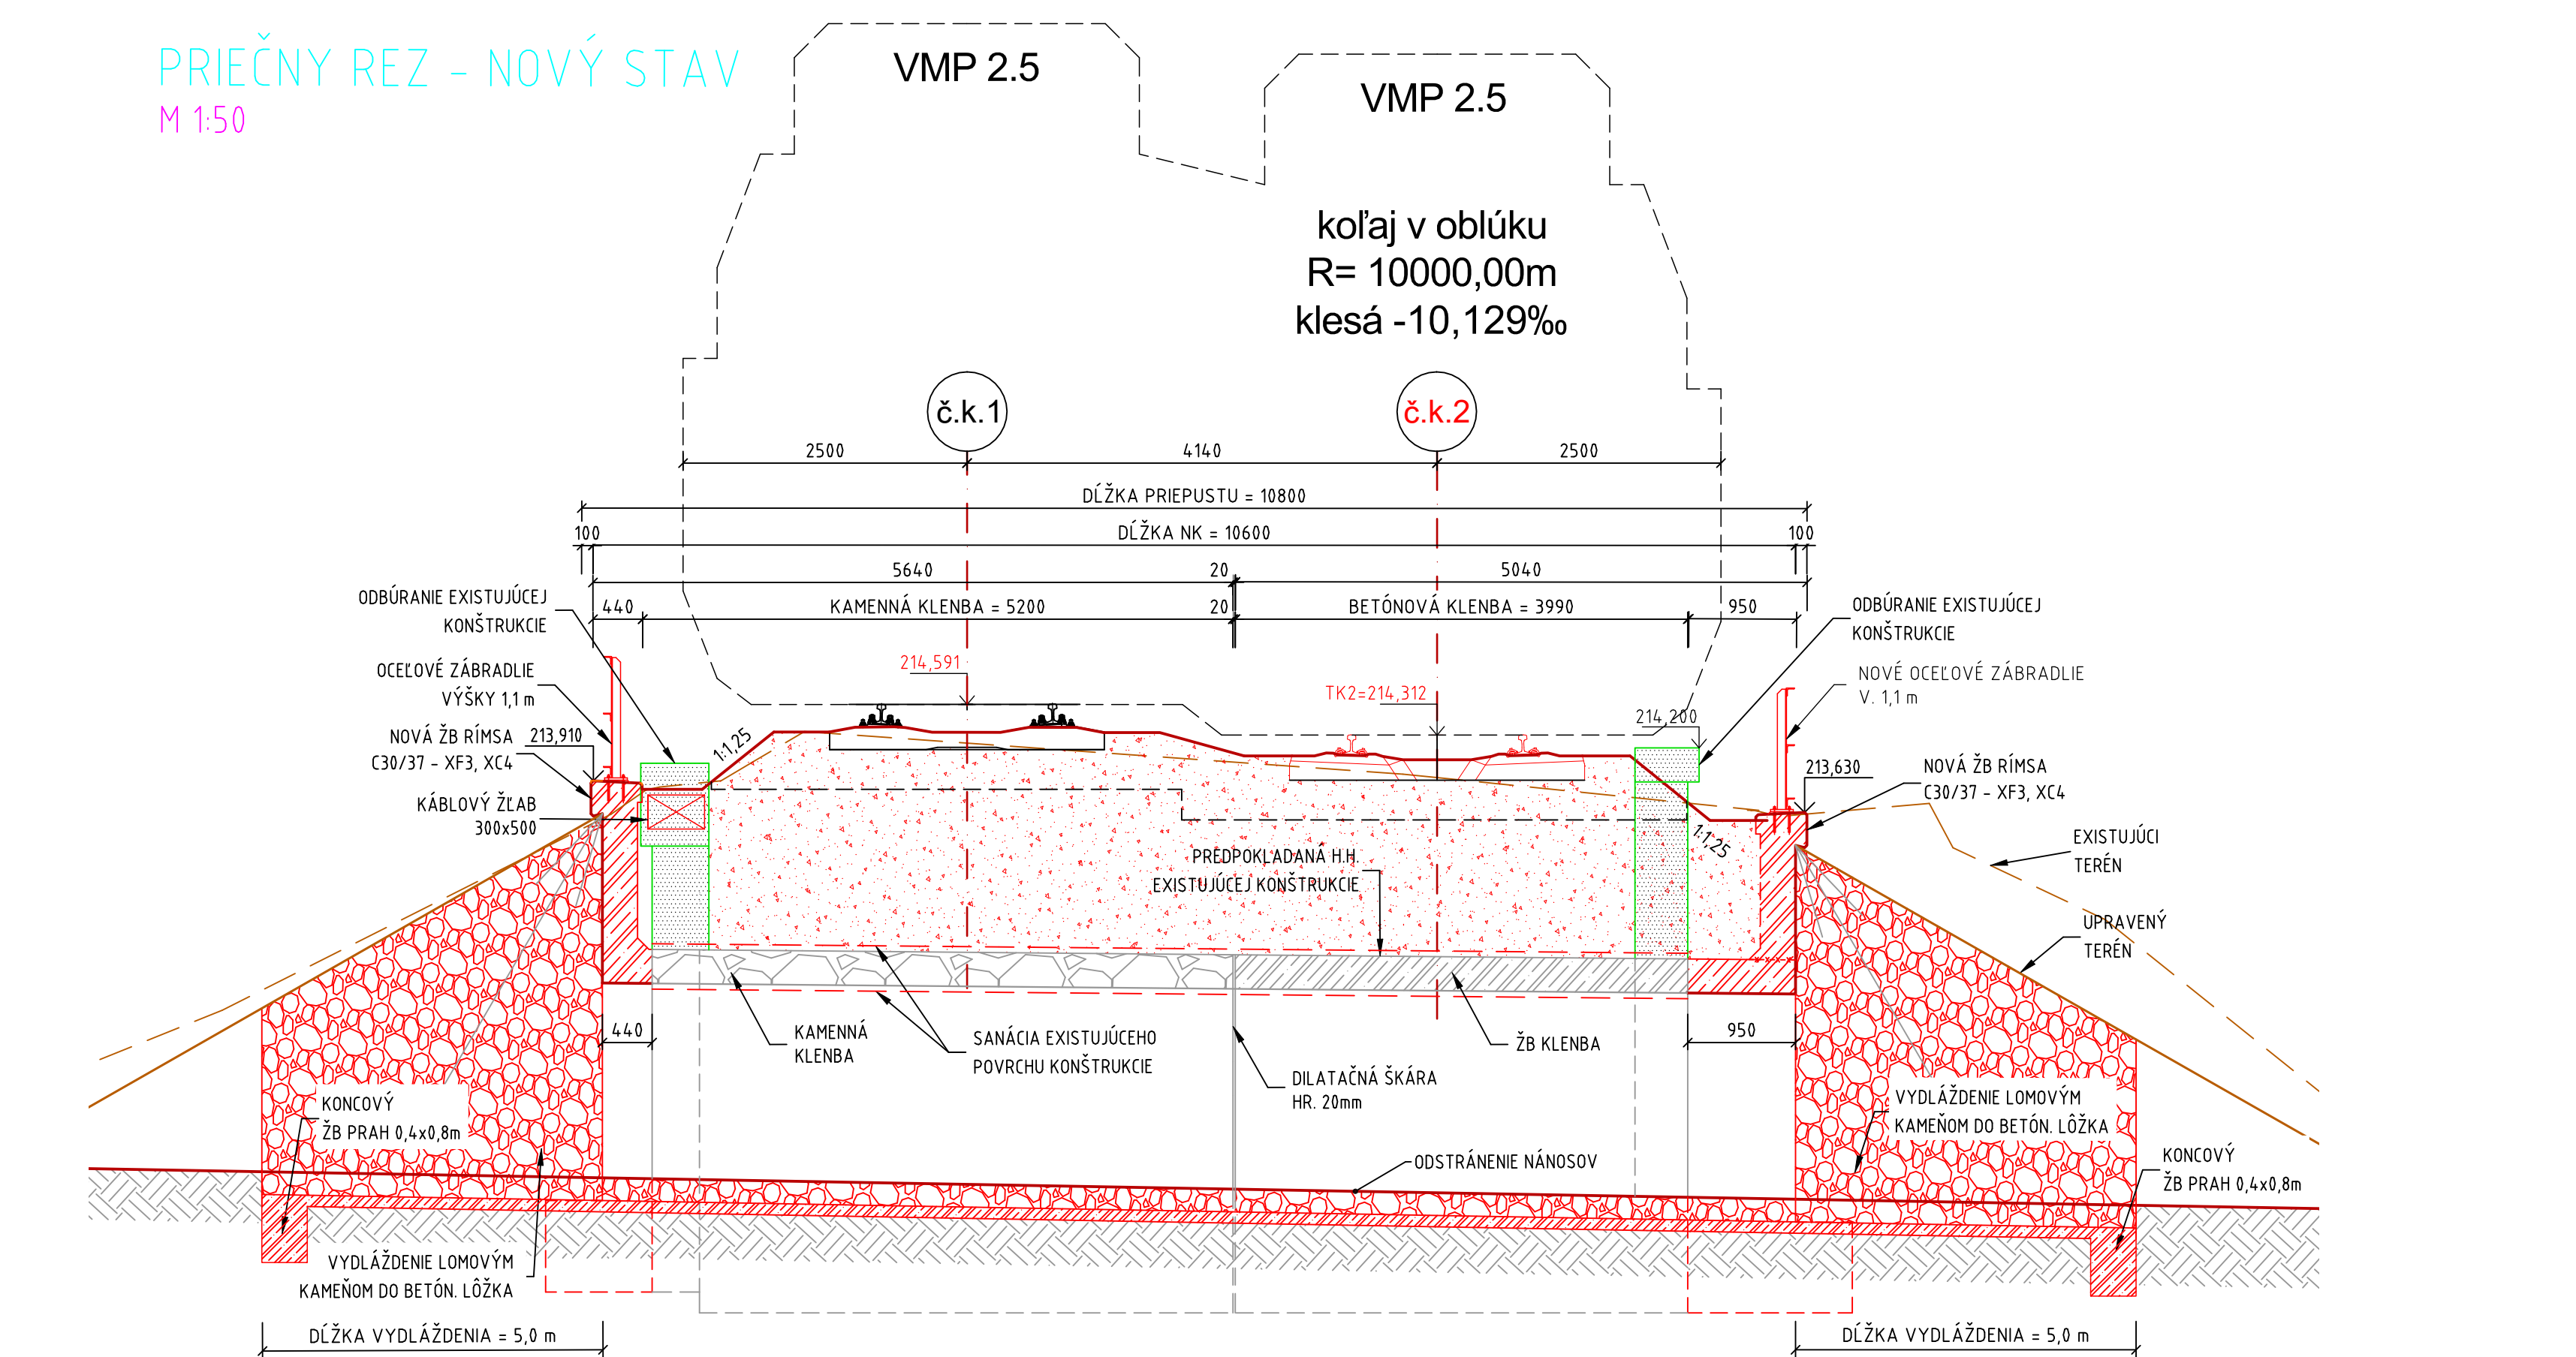 PRIEČNY REZ - NOVÝ STAV
M 1:50
VMP 2.5
VMP 2.5
koľaj v oblúku
R= 10000,00m
klesá -10,129‰
č.k.1
č.k.2
2500
4140
2500
DĹŽKA PRIEPUSTU = 10800
100
DĹŽKA NK = 10600
100
5640
20
5040
440
KAMENNÁ KLENBA = 5200
20
BETÓNOVÁ KLENBA = 3990
950
ODBÚRANIE EXISTUJÚCEJ
KONŠTRUKCIE
OCEĽOVÉ ZÁBRADLIE
VÝŠKY 1,1 m
NOVÁ ŽB RÍMSA
C30/37 - XF3, XC4
213,910
KÁBLOVÝ ŽĽAB
300x500
1:1,25
214,591
TK2=214,312
214,200
ODBÚRANIE EXISTUJÚCEJ
KONŠTRUKCIE
NOVÉ OCEĽOVÉ ZÁBRADLIE
V. 1,1 m
213,630
NOVÁ ŽB RÍMSA
C30/37 - XF3, XC4
1:1,25
EXISTUJÚCI
TERÉN
UPRAVENÝ
TERÉN
PREDPOKLADANÁ H.H.
EXISTUJÚCEJ KONŠTRUKCIE
440
KAMENNÁ
KLENBA
SANÁCIA EXISTUJÚCEHO
POVRCHU KONŠTRUKCIE
DILATAČNÁ ŠKÁRA
HR. 20mm
ŽB KLENBA
950
KONCOVÝ
ŽB PRAH 0,4x0,8m
VYDLÁŽDENIE LOMOVÝM
KAMEŇOM DO BETÓN. LÔŽKA
ODSTRÁNENIE NÁNOSOV
KONCOVÝ
ŽB PRAH 0,4x0,8m
VYDLÁŽDENIE LOMOVÝM
KAMEŇOM DO BETÓN. LÔŽKA
DĹŽKA VYDLÁŽDENIA = 5,0 m
DĹŽKA VYDLÁŽDENIA = 5,0 m